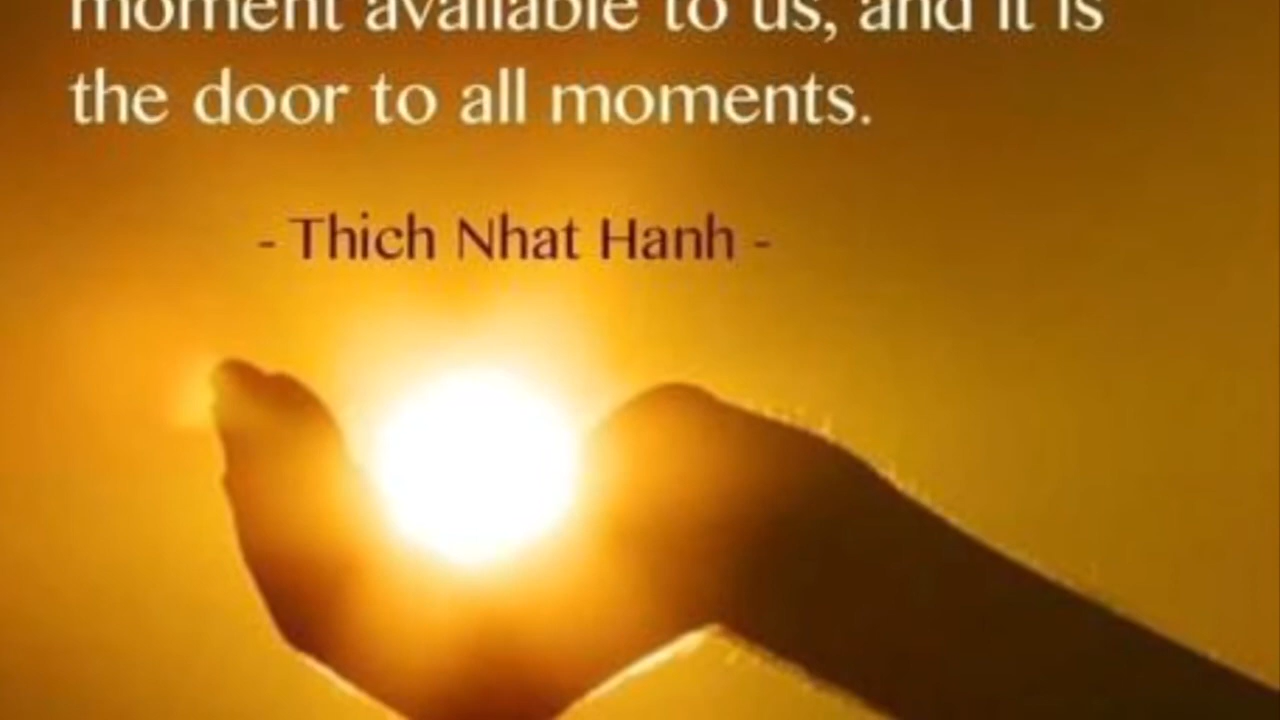 moment available to us, and it is
the door to all moments.
- Thich Nhat Hanh -